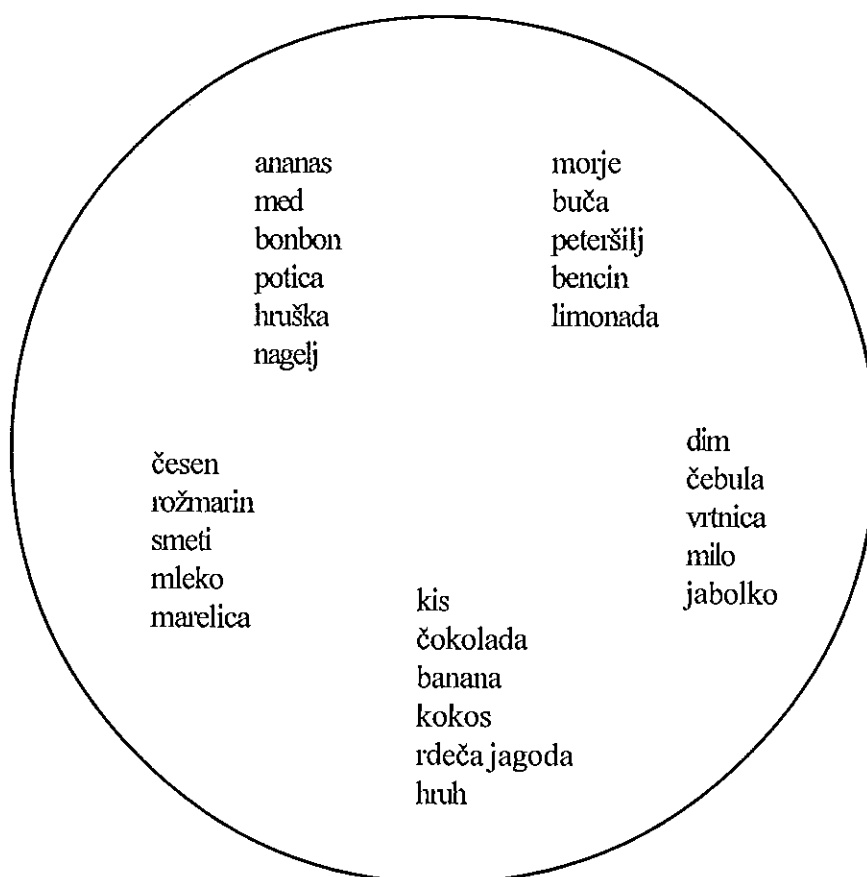 ananas
med
bonbon
potica
hruška
nagelj
morje
buča
peteršilj
bencin
limonada
česen
rožmarin
smeti
mleko
marelica
dim
čebula
vrtnica
milo
jabolko
kis
čokolada
banana
kokos
rdeča jagoda
hruh